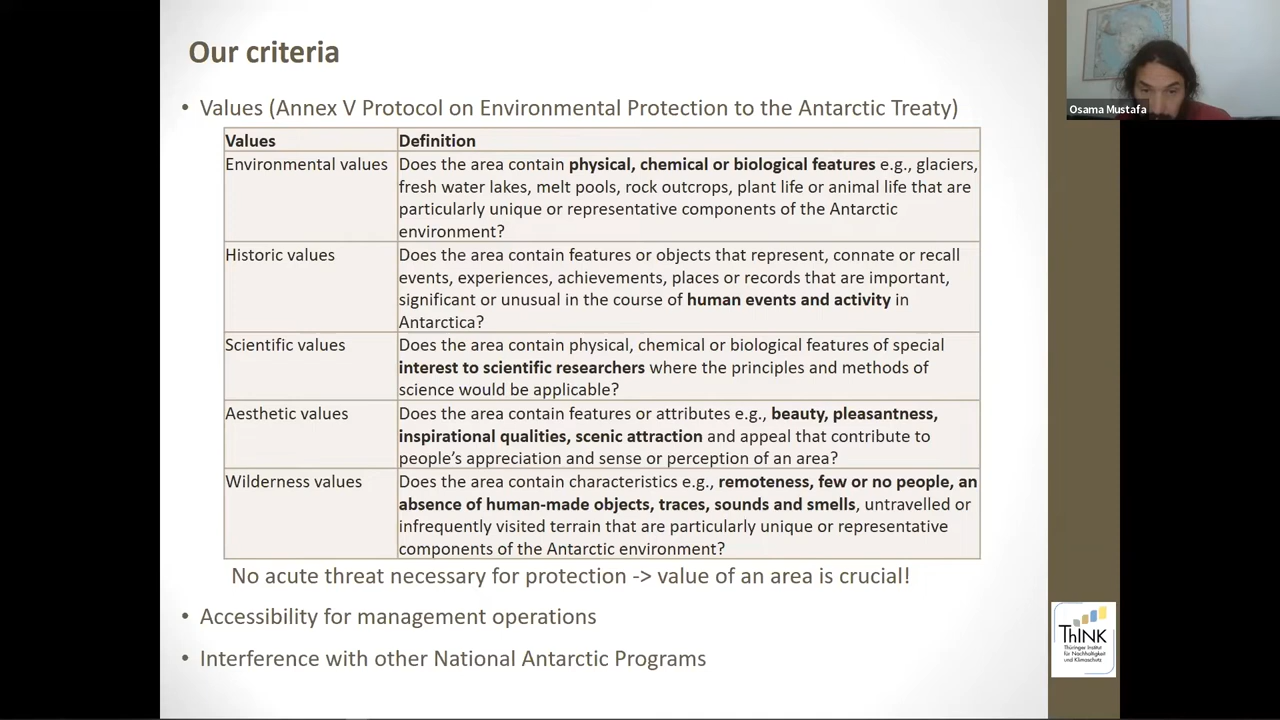 Our criteria
• Values (Annex V Protocol on Environmental Protection to the Antarctic Treaty)
Values Definition
Environmental values Does the area contain physical, chemical or biological features e.g., glaciers,
fresh water lakes, melt pools, rock outcrops, plant life or animal life that are
particularly unique or representative components of the Antarctic
environment?
Historic values Does the area contain features or objects that represent, connate or recall
events, experiences, achievements, places or records that are important,
significant or unusual in the course of human events and activity in
Antarctica?
Scientific values Does the area contain physical, chemical or biological features of special
interest to scientific researchers where the principles and methods of
science would be applicable?
Aesthetic values Does the area contain features or attributes e.g., beauty, pleasantness,
inspirational qualities, scenic attraction and appeal that contribute to
people's appreciation and sense or perception of an area?
Wilderness values Does the area contain characteristics e.g., remoteness, few or no people, an
absence of human-made objects, traces, sounds and smells, untravelled or
infrequently visited terrain that are particularly unique or representative
components of the Antarctic environment?
No acute threat necessary for protection -> value of an area is crucial!
• Accessibility for management operations
• Interference with other National Antarctic Programs
Osama Mustafa
ThINK
Thüringer Institut
für Nachhaltigkeit
und Klimaschutz